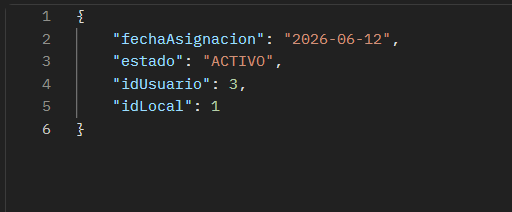 1 {
2 "fechaAsignacion": "2026-06-12",
3 "estado": "ACTIVO",
4 "idUsuario": 3,
5 "idLocal": 1
6 }